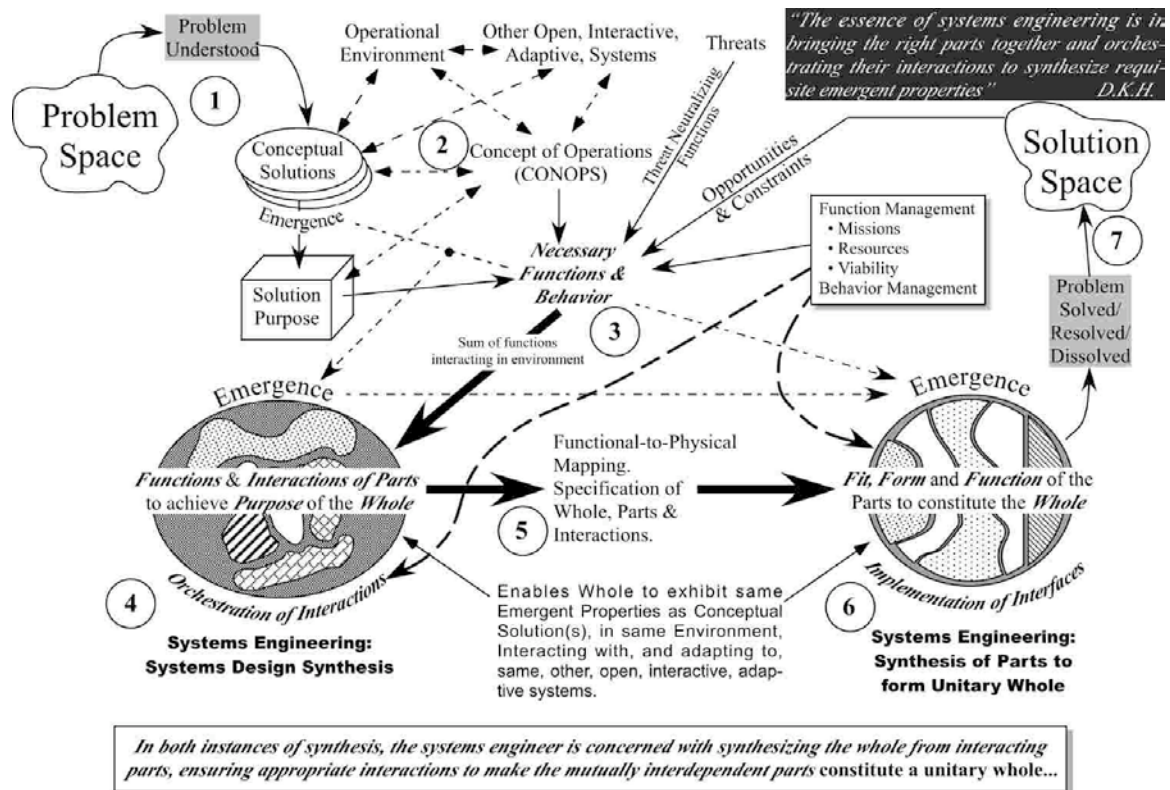 Problem
Understood
1
Problem
Space
Operational
Environment
Other Open, Interactive,
Adaptive, Systems
Threats
"The essence of systems engineering is in
bringing the right parts together and orches-
trating their interactions to synthesize requi-
site emergent properties" D.K.H.
Conceptual
Solutions
2
Concept of Operations
(CONOPS)
Threat Neutralizing
Functions
Opportunities
& Constraints
Solution
Space
Emergence
Solution
Purpose
Necessary
Functions &
Behavior
3
Function Management
• Missions
• Resources
• Viability
Behavior Management
7
Problem
Solved/
Resolved/
Dissolved
Sum of functions
interacting in environment
Emergence
Functions & Interactions of Parts
to achieve Purpose of the Whole
Orchestration of Interactions
4
Systems Engineering:
Systems Design Synthesis
Functional-to-Physical
Mapping.
Specification of
Whole, Parts &
Interactions.
5
Enables Whole to exhibit same
Emergent Properties as Conceptual
Solution(s), in same Environment,
Interacting with, and adapting to,
same, other, open, interactive, adap-
tive systems.
Emergence
Fit, Form and Function of the
Parts to constitute the Whole
Implementation of Interfaces
6
Systems Engineering:
Synthesis of Parts to
form Unitary Whole
In both instances of synthesis, the systems engineer is concerned with synthesizing the whole from interacting
parts, ensuring appropriate interactions to make the mutually interdependent parts constitute a unitary whole...